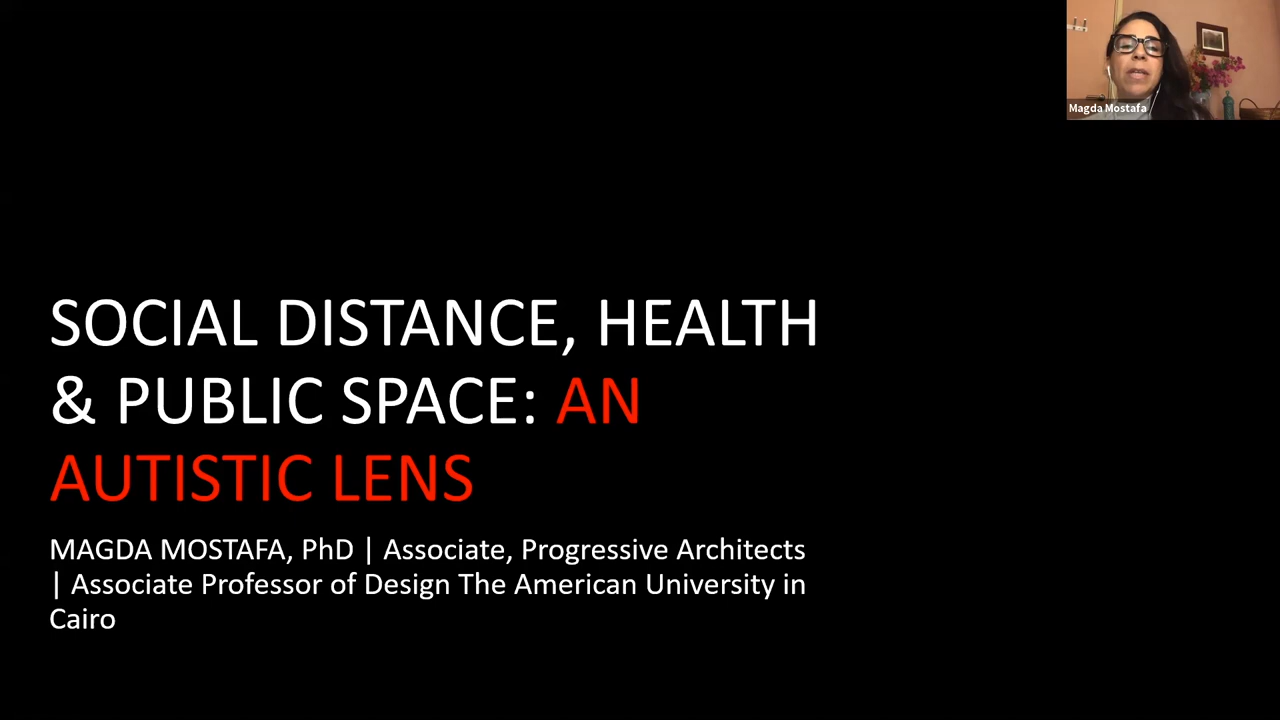 Magda Mostafa
SOCIAL DISTANCE, HEALTH
& PUBLIC SPACE: AN
AUTISTIC LENS
MAGDA MOSTAFA, PhD | Associate, Progressive Architects
| Associate Professor of Design The American University in
Cairo